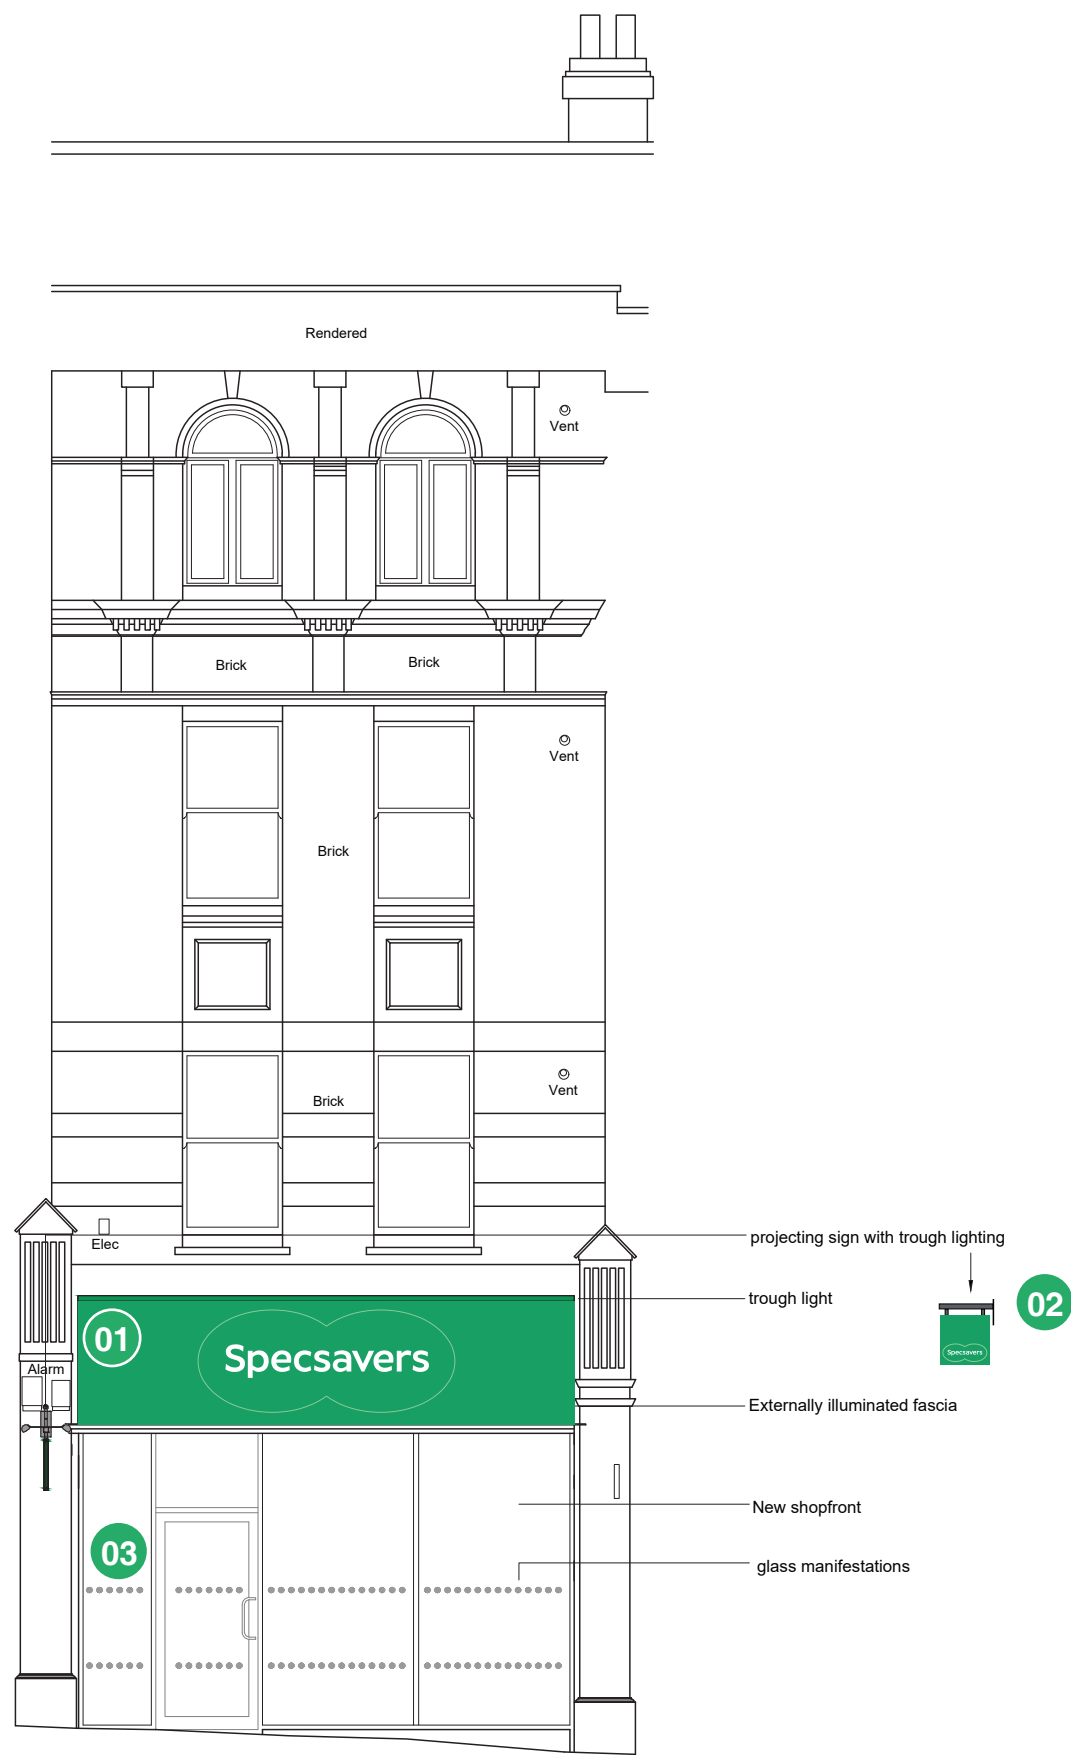 Rendered
Vent
Brick
Brick
Vent
Brick
Brick
Vent
Elec
projecting sign with trough lighting
trough light
02
01
Specsavers
Specsavers
Alarm
Externally illuminated fascia
New shopfront
03
glass manifestations